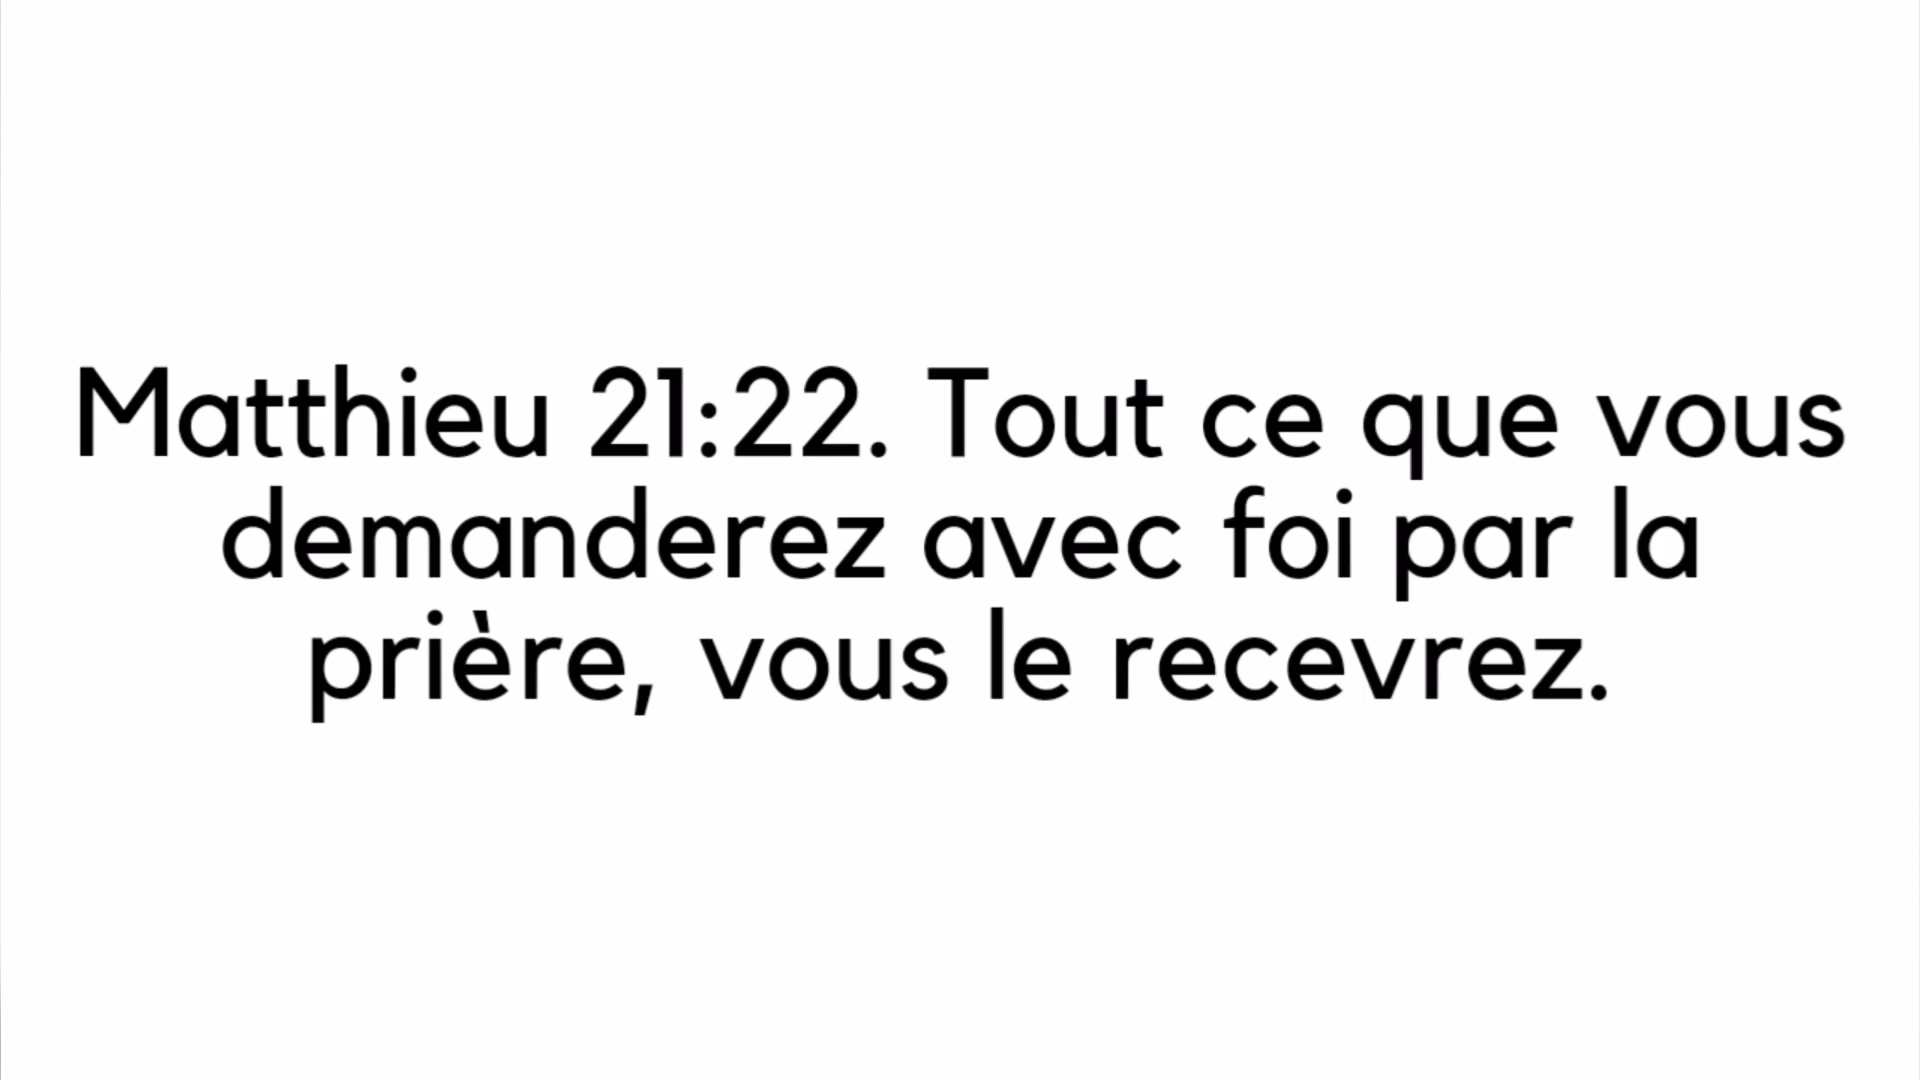 Matthieu 21:22. Tout ce que vous
demanderez avec foi par la
prière, vous le recevrez.